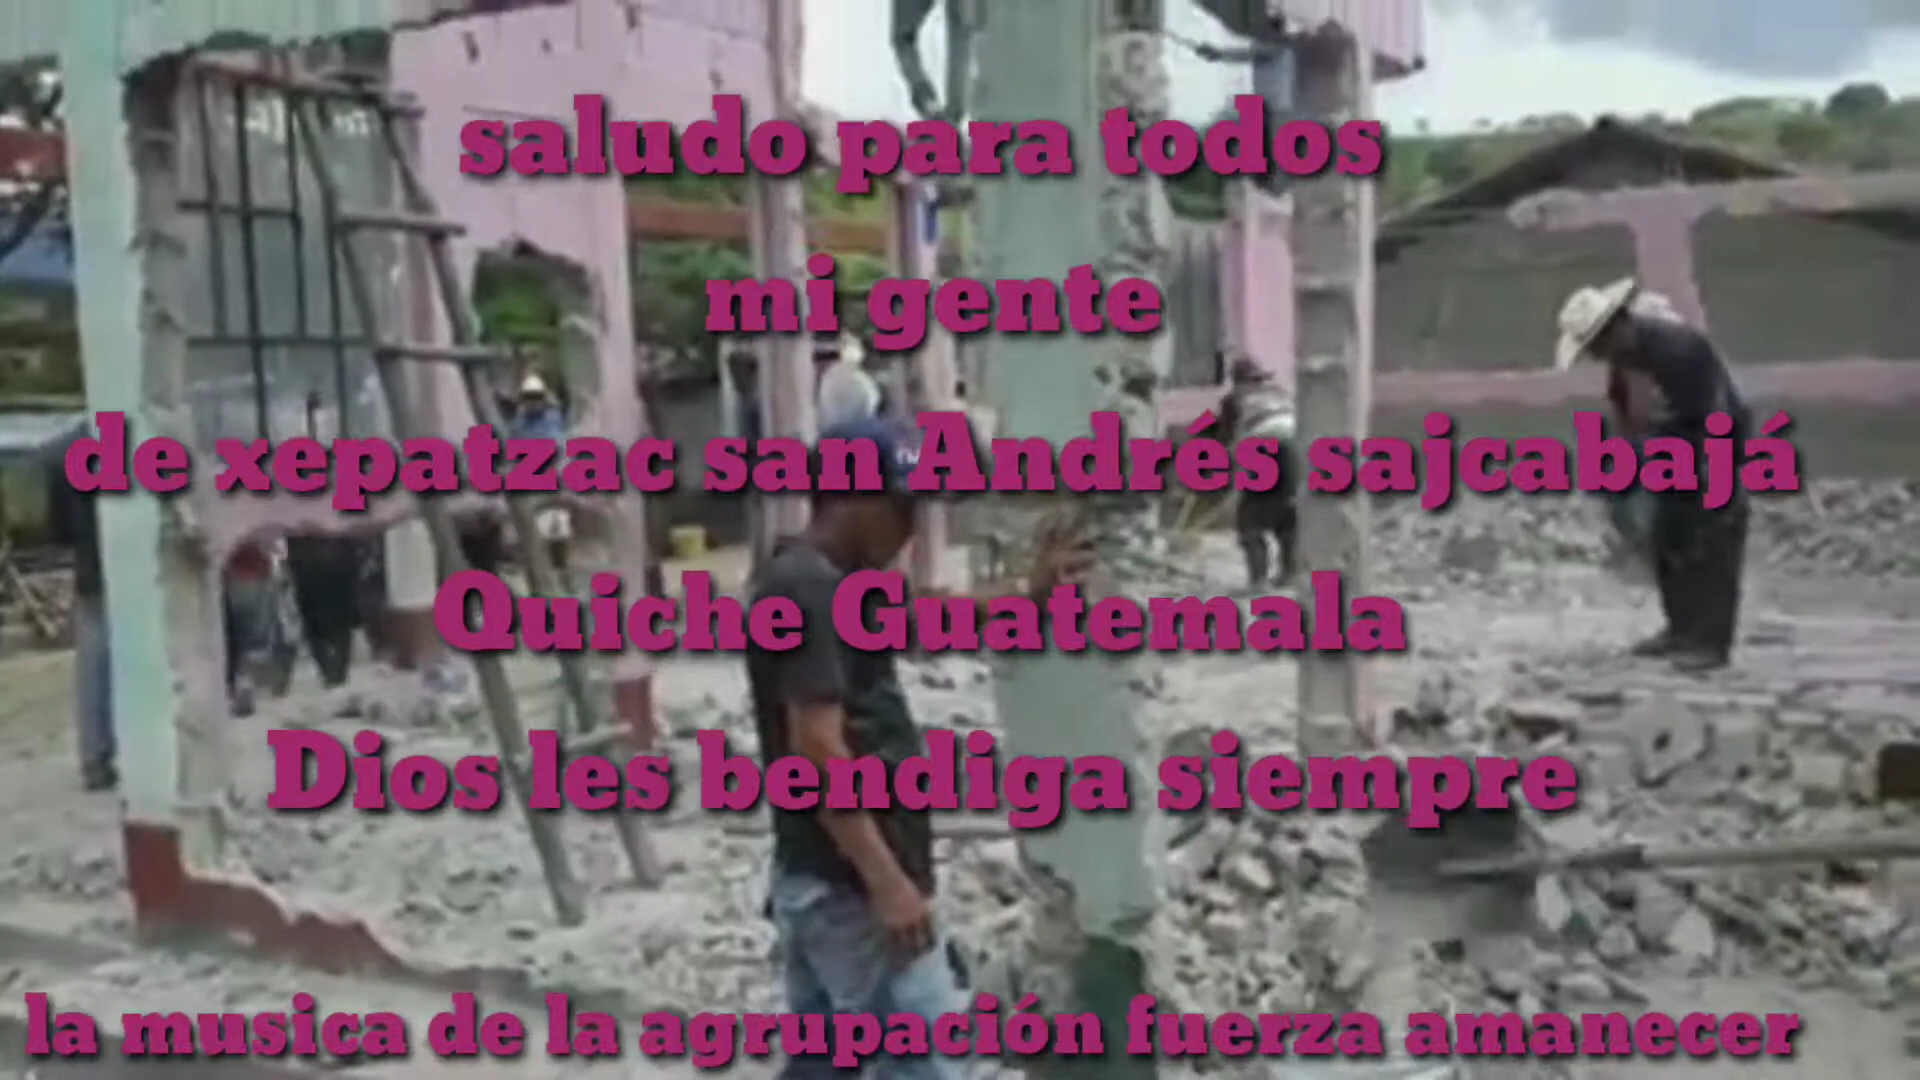 saludo para todos
mi gente
de xepatzac san Andrés sajcabajá
Quiche Guatemala
Dios les bendiga siempre
la musica de la agrupación fuerza amanecer